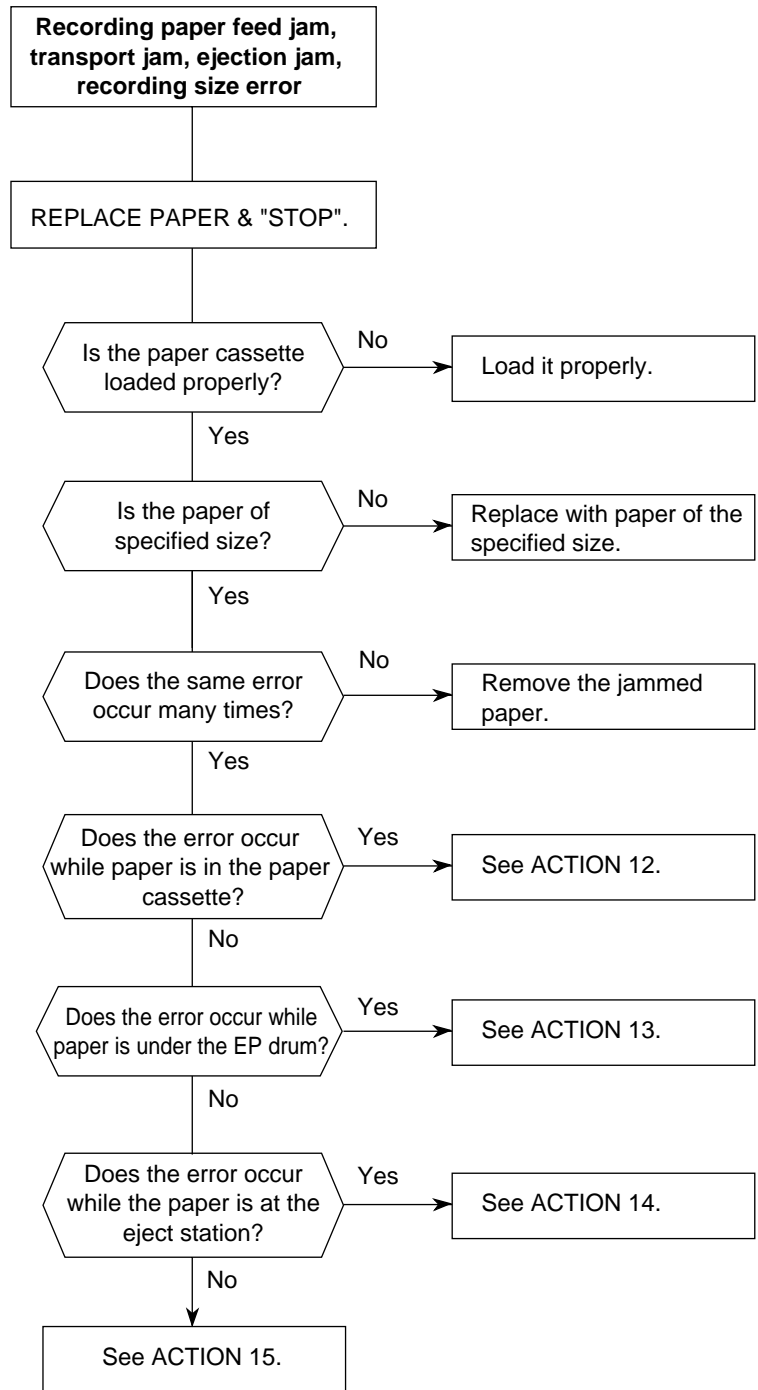 Recording paper feed jam,
transport jam, ejection jam,
recording size error
REPLACE PAPER & "STOP".
Is the paper cassette
loaded properly?
No
Load it properly.
Yes
Is the paper of
specified size?
No
Replace with paper of the
specified size.
Yes
Does the same error
occur many times?
No
Remove the jammed
paper.
Yes
Does the error occur
while paper is in the paper
cassette?
Yes
See ACTION 12.
No
Does the error occur while
paper is under the EP drum?
Yes
See ACTION 13.
No
Does the error occur
while the paper is at the
eject station?
Yes
See ACTION 14.
No
See ACTION 15.